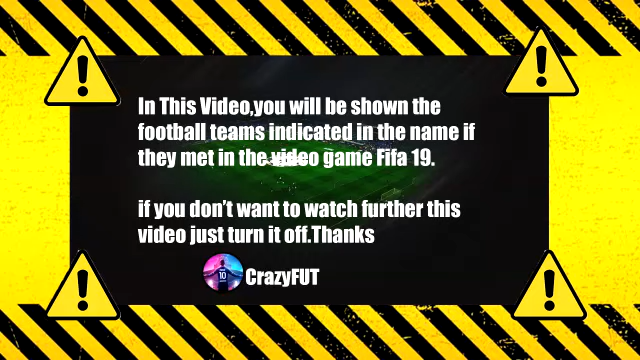 In This Video,you will be shown the
football teams indicated in the name if
they met in the video game Fifa 19.
if you don't want to watch further this
video just turn it off.Thanks
10
CrazyFUT